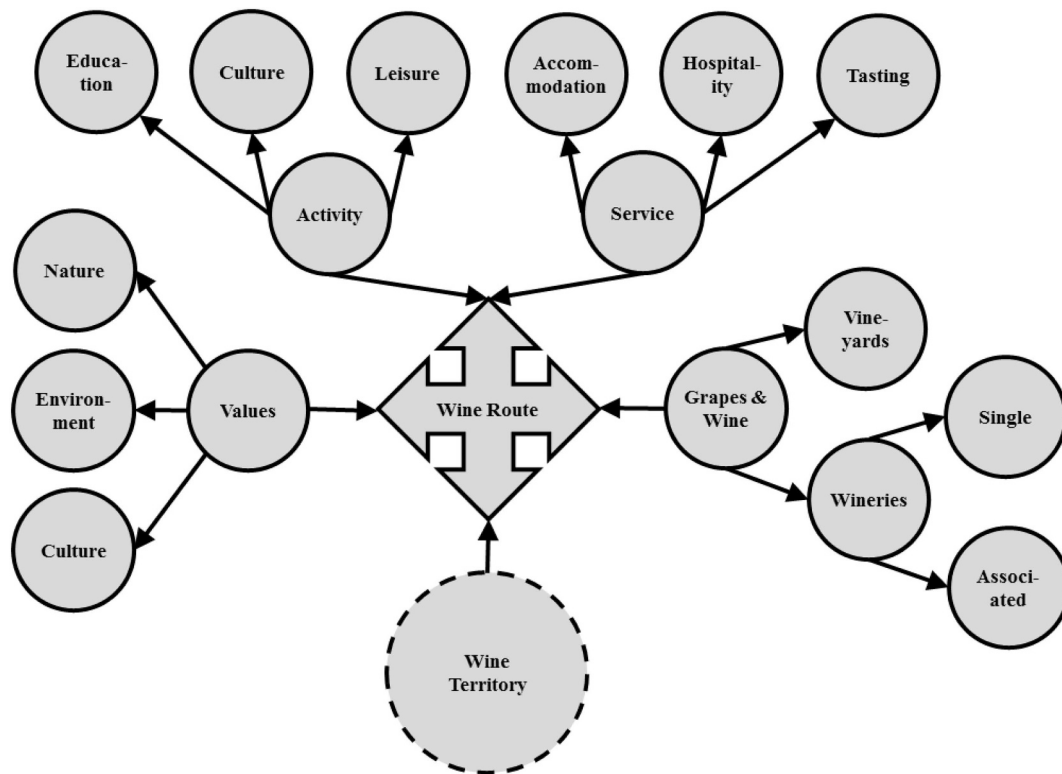 Educa-
tion
Culture
Leisure
Accom-
modation
Hospital-
ity
Tasting
Activity
Service
Nature
Environ-
ment
Culture
Values
Wine Route
Grapes &
Wine
Vine-
yards
Wineries
Single
Associ-
ated
Wine
Territory